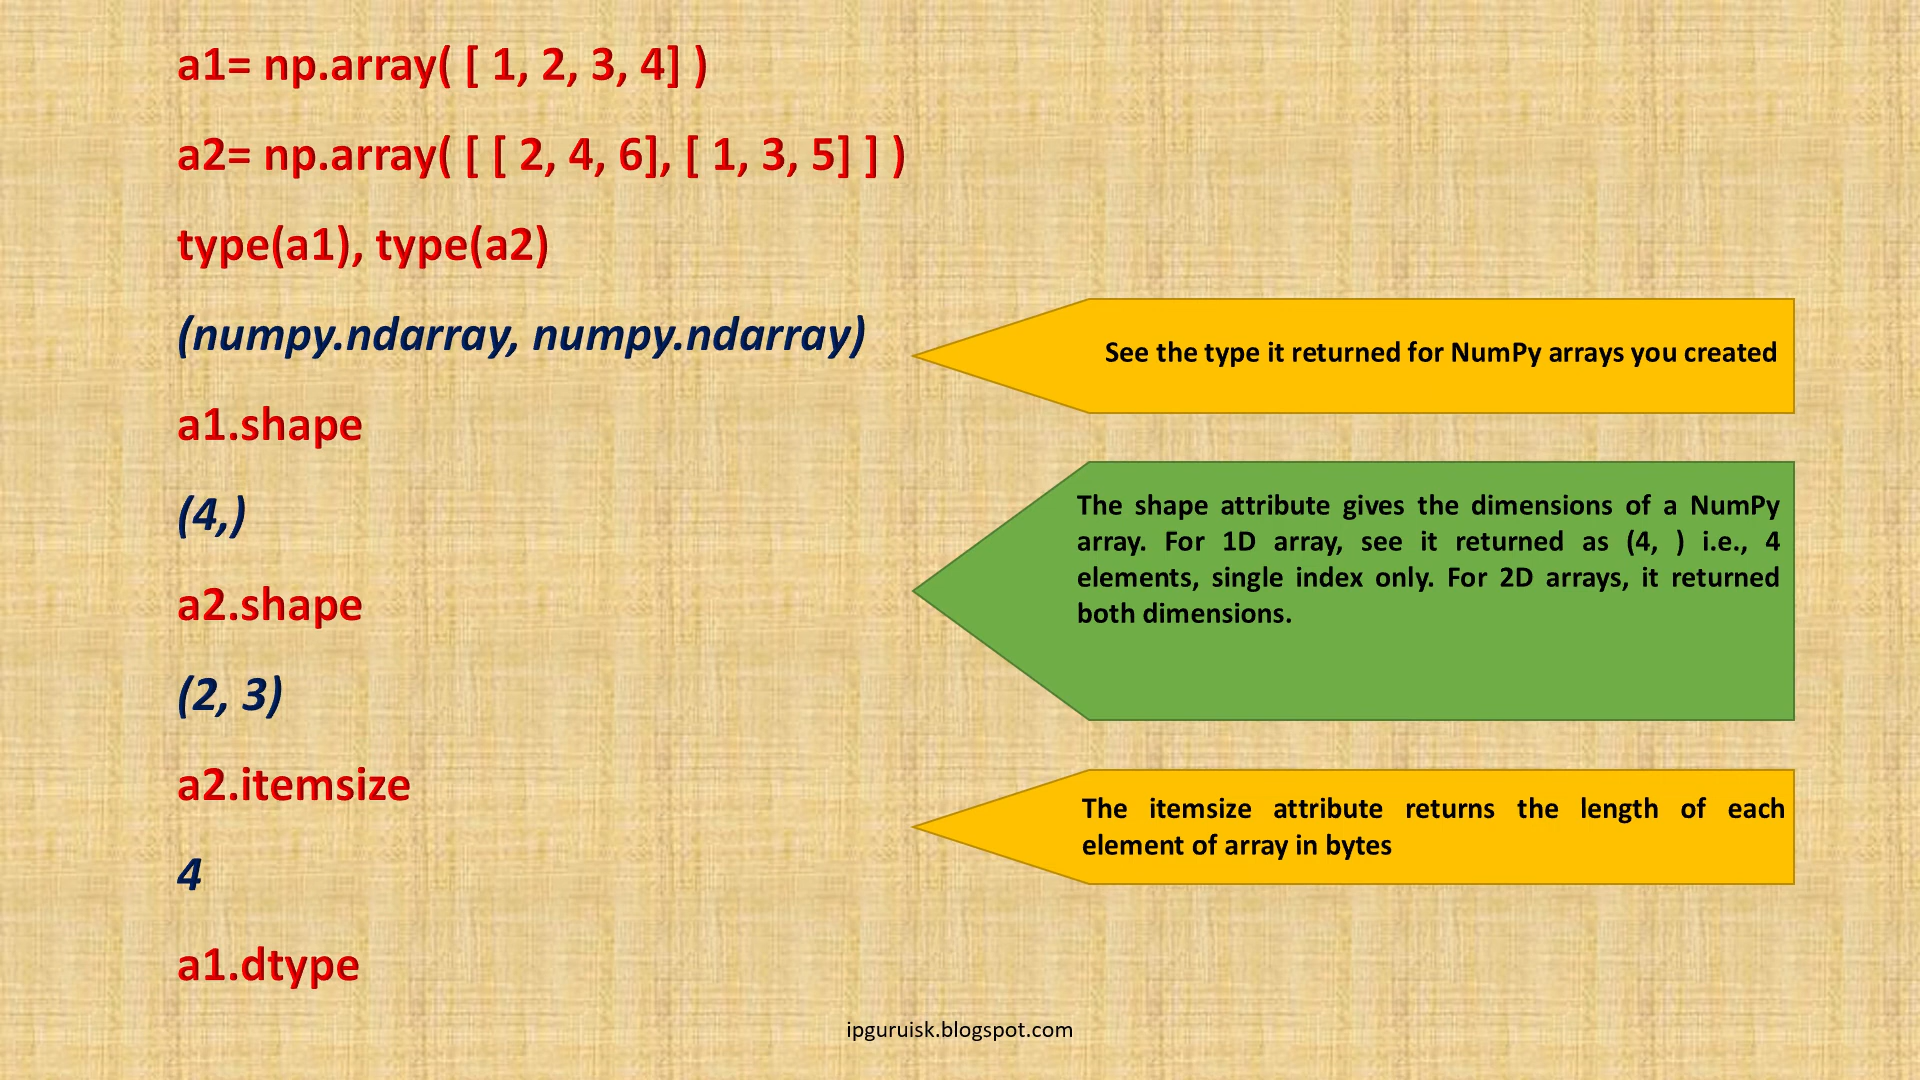 a1= np.array( [ 1, 2, 3, 4] )
a2= np.array( [ [ 2, 4, 6], [ 1, 3, 5] ] )
type(a1), type(a2)
(numpy.ndarray, numpy.ndarray)
See the type it returned for NumPy arrays you created
a1.shape
(4,)
The shape attribute gives the dimensions of a NumPy
array. For 1D array, see it returned as (4, ) i.e., 4
elements, single index only. For 2D arrays, it returned
both dimensions.
a2.shape
(2, 3)
a2.itemsize
The itemsize attribute returns the length of each
element of array in bytes
4
a1.dtype
ipguruisk.blogspot.com